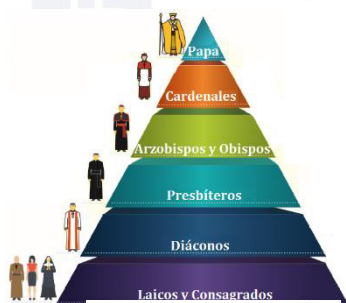 Papa
Cardenales
Arzobispos y Obispos
Presbíteros
Diáconos
Laicos y Consagrados